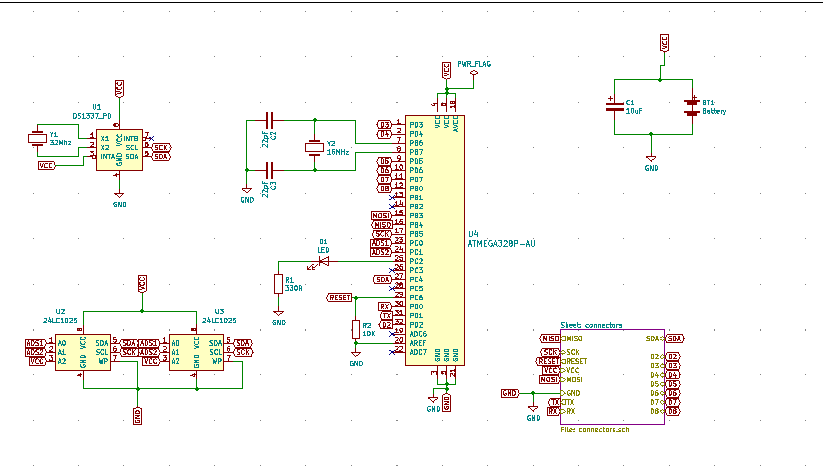 VCC
PWR_FLAG
VCC
VCC
U1
DS1337_PD
Y1
32Mhz
X1
X2
INTA
VCC
GND
INTB
SCL
SDA
SCK
SDA
VCC
GND
22pF
C2
22pF
C3
Y2
16MHz
GND
D3
D4
D5
D6
D7
D8
MOSI
MISO
SCK
ADS1
ADS2
SDA
RESET
RX
TX
D2
PD3
PD4
PB6
PB7
PD5
PD6
PD7
PB0
PB1
PB2
PB3
PB4
PB5
PC0
PC1
PC2
PC3
PC4
PC5
PC6
PD0
PD1
PD2
ADC6
AREF
ADC7
VCC
VCC
AVCC
GND
GND
GND
U4
ATMEGA328P-AU
C1
10uF
BT1
Battery
GND
D1
LED
R1
330R
GND
R2
10K
GND
GND
GND
VCC
U2
24LC1025
U3
24LC1025
ADS1
ADS2
VCC
A0
A1
A2
VCC
GND
SDA
SCL
WP
SDA
SCK
ADS1
ADS2
VCC
A0
A1
A2
VCC
GND
SDA
SCL
WP
SDA
SCK
GND
Sheet: connectors
MISO
SCK
RESET
VCC
MOSI
GND
TX
RX
MISO
SCK
RESET
VCC
MOSI
GND
TX
RX
SDA
D2
D3
D4
D5
D6
D7
D8
SDA
D2
D3
D4
D5
D6
D7
D8
GND
File: connectors.sch